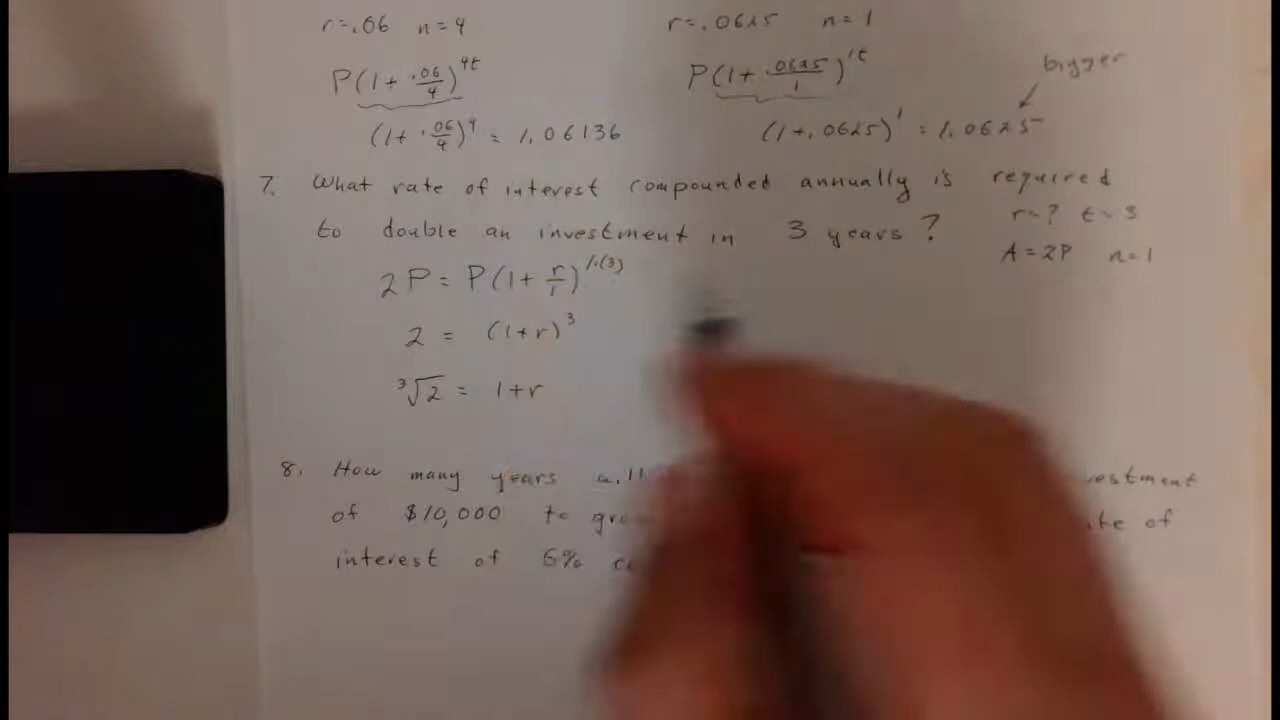 r=.06 n=4
r=.0625 n=1
P(1+.06/4)^4t
P(1+.0625/1)^1t
bigger
(1+.06/4)^4 = 1.06136
(1+.0625)^1 = 1.0625
7. What rate of interest compounded annually is required
to double an investment in 3 years?
r=? t=3
A=2P n=1
2P = P(1+r/1)^1·(3)
2 = (1+r)^3
³√2 = 1+r
8. How many years
of $10,000 to
of
interest of 6%